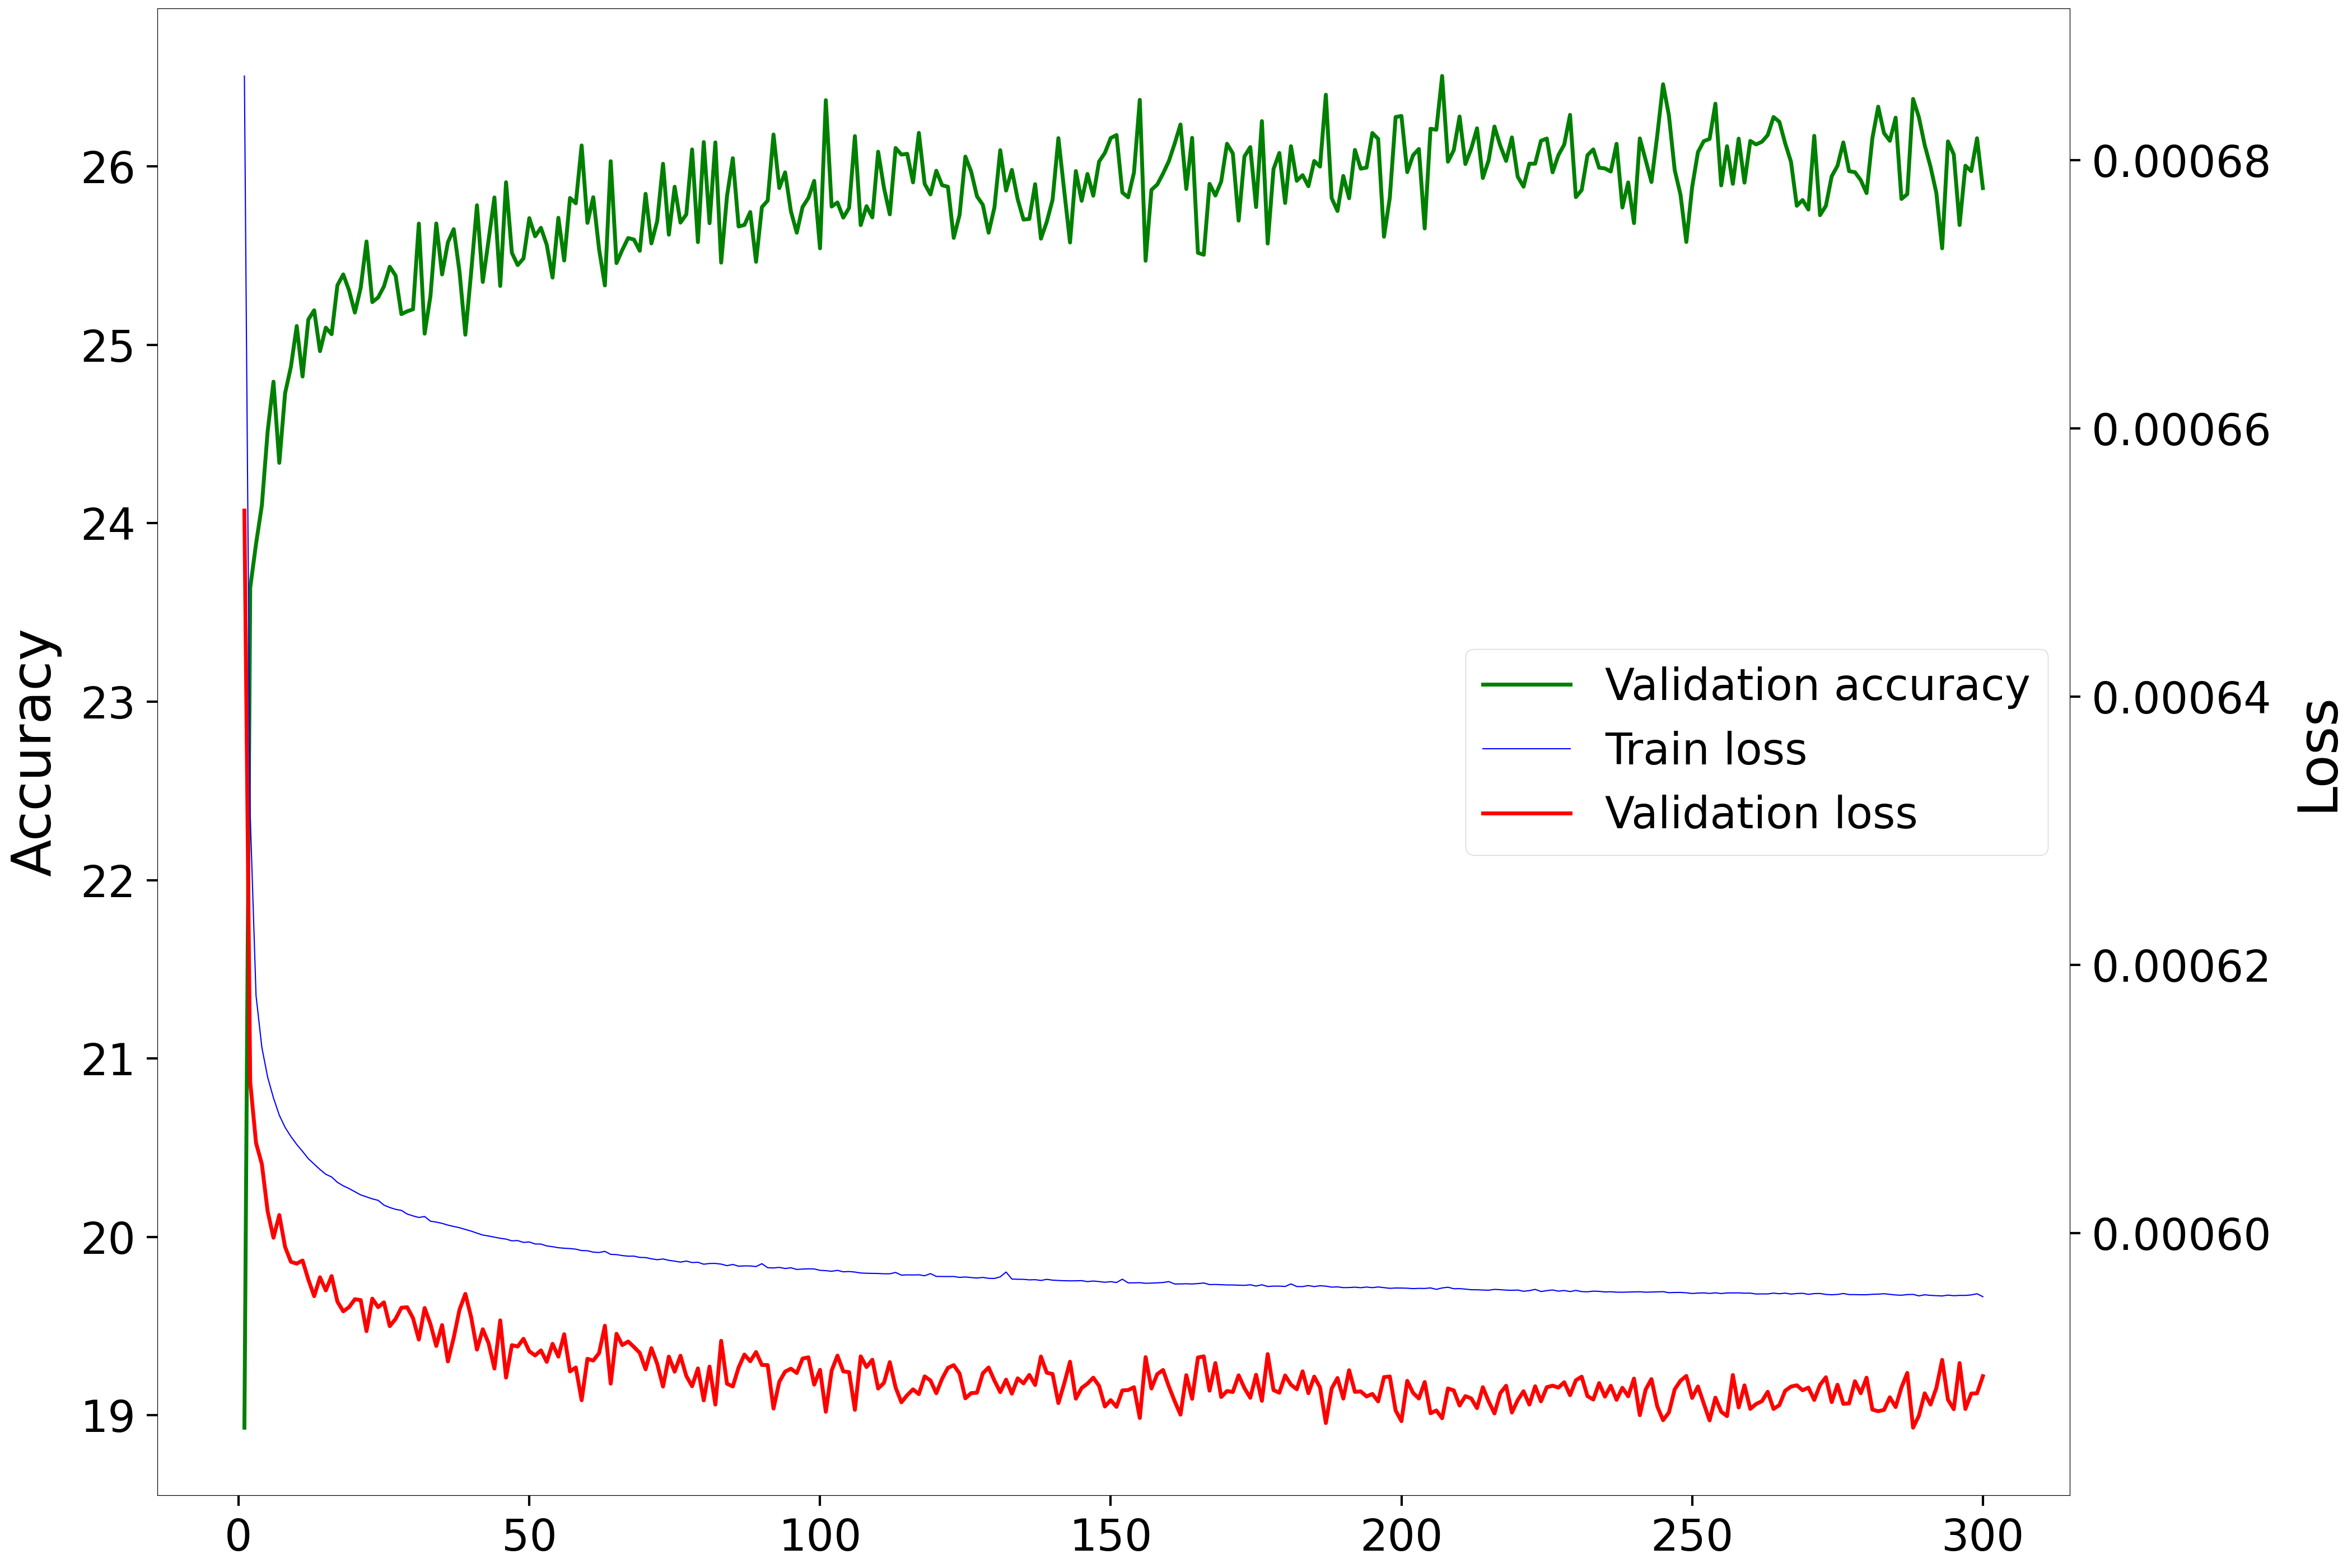 Accuracy
26
25
24
23
22
21
20
19
0 50 100 150 200 250 300
Validation accuracy
Train loss
Validation loss
0.00068
0.00066
0.00064
0.00062
0.00060
Loss